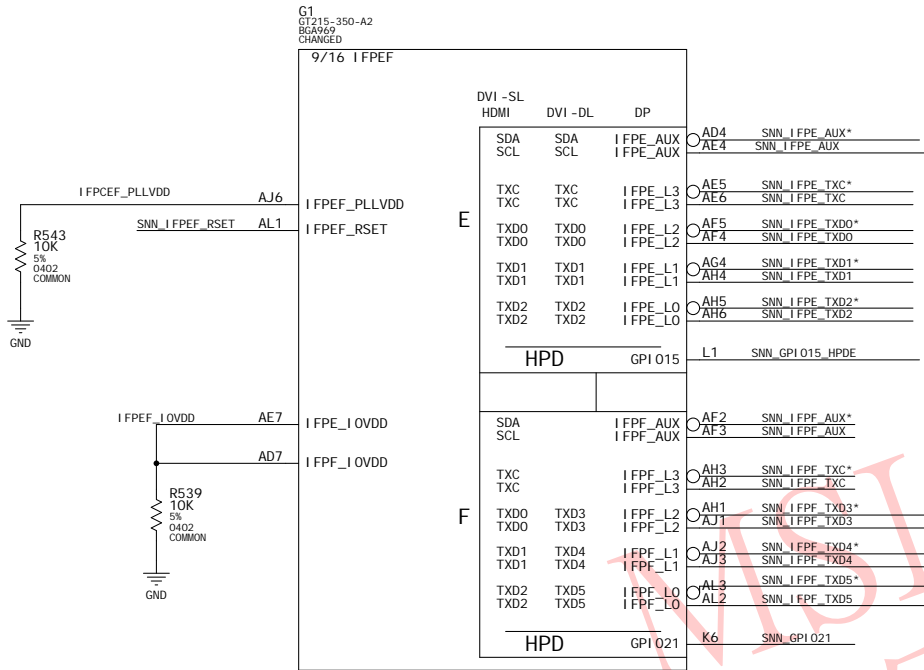 G1
GT215-350-A2
BGA969
CHANGED
9/16 IFPEF
DVI-SL
HDMI DVI-DL DP
SDA SDA IFPE_AUX AD4 SNN_IFPE_AUX*
SCL SCL IFPE_AUX AE4 SNN_IFPE_AUX
TXC TXC IFPE_L3 AE5 SNN_IFPE_TXC*
TXC TXC IFPE_L3 AE6 SNN_IFPE_TXC
IFPCEF_PLLVDD AJ6 IFPEF_PLLVDD
SNN_IFPEF_RSET AL1 IFPEF_RSET
E
TXD0 TXD0 IFPE_L2 AF5 SNN_IFPE_TXD0*
TXD0 TXD0 IFPE_L2 AF4 SNN_IFPE_TXD0
R543
10K
5%
0402
COMMON
GND
TXD1 TXD1 IFPE_L1 AG4 SNN_IFPE_TXD1*
TXD1 TXD1 IFPE_L1 AH4 SNN_IFPE_TXD1
TXD2 TXD2 IFPE_L0 AH5 SNN_IFPE_TXD2*
TXD2 TXD2 IFPE_L0 AH6 SNN_IFPE_TXD2
HPD GPIO15 L1 SNN_GPIO15_HPDE
IFPEF_IOVDD AE7 IFPE_IOVDD
AD7 IFPF_IOVDD
R539
10K
5%
0402
COMMON
GND
SDA IFPF_AUX AF2 SNN_IFPF_AUX*
SCL IFPF_AUX AF3 SNN_IFPF_AUX
TXC IFPF_L3 AH3 SNN_IFPF_TXC*
TXC IFPF_L3 AH2 SNN_IFPF_TXC
F
TXD0 TXD3 IFPF_L2 AH1 SNN_IFPF_TXD3*
TXD0 TXD3 IFPF_L2 AJ1 SNN_IFPF_TXD3
TXD1 TXD4 IFPF_L1 AJ2 SNN_IFPF_TXD4*
TXD1 TXD4 IFPF_L1 AJ3 SNN_IFPF_TXD4
TXD2 TXD5 IFPF_L0 AL3 SNN_IFPF_TXD5*
TXD2 TXD5 IFPF_L0 AL2 SNN_IFPF_TXD5
HPD GPIO21 K6 SNN_GPIO21
MSI